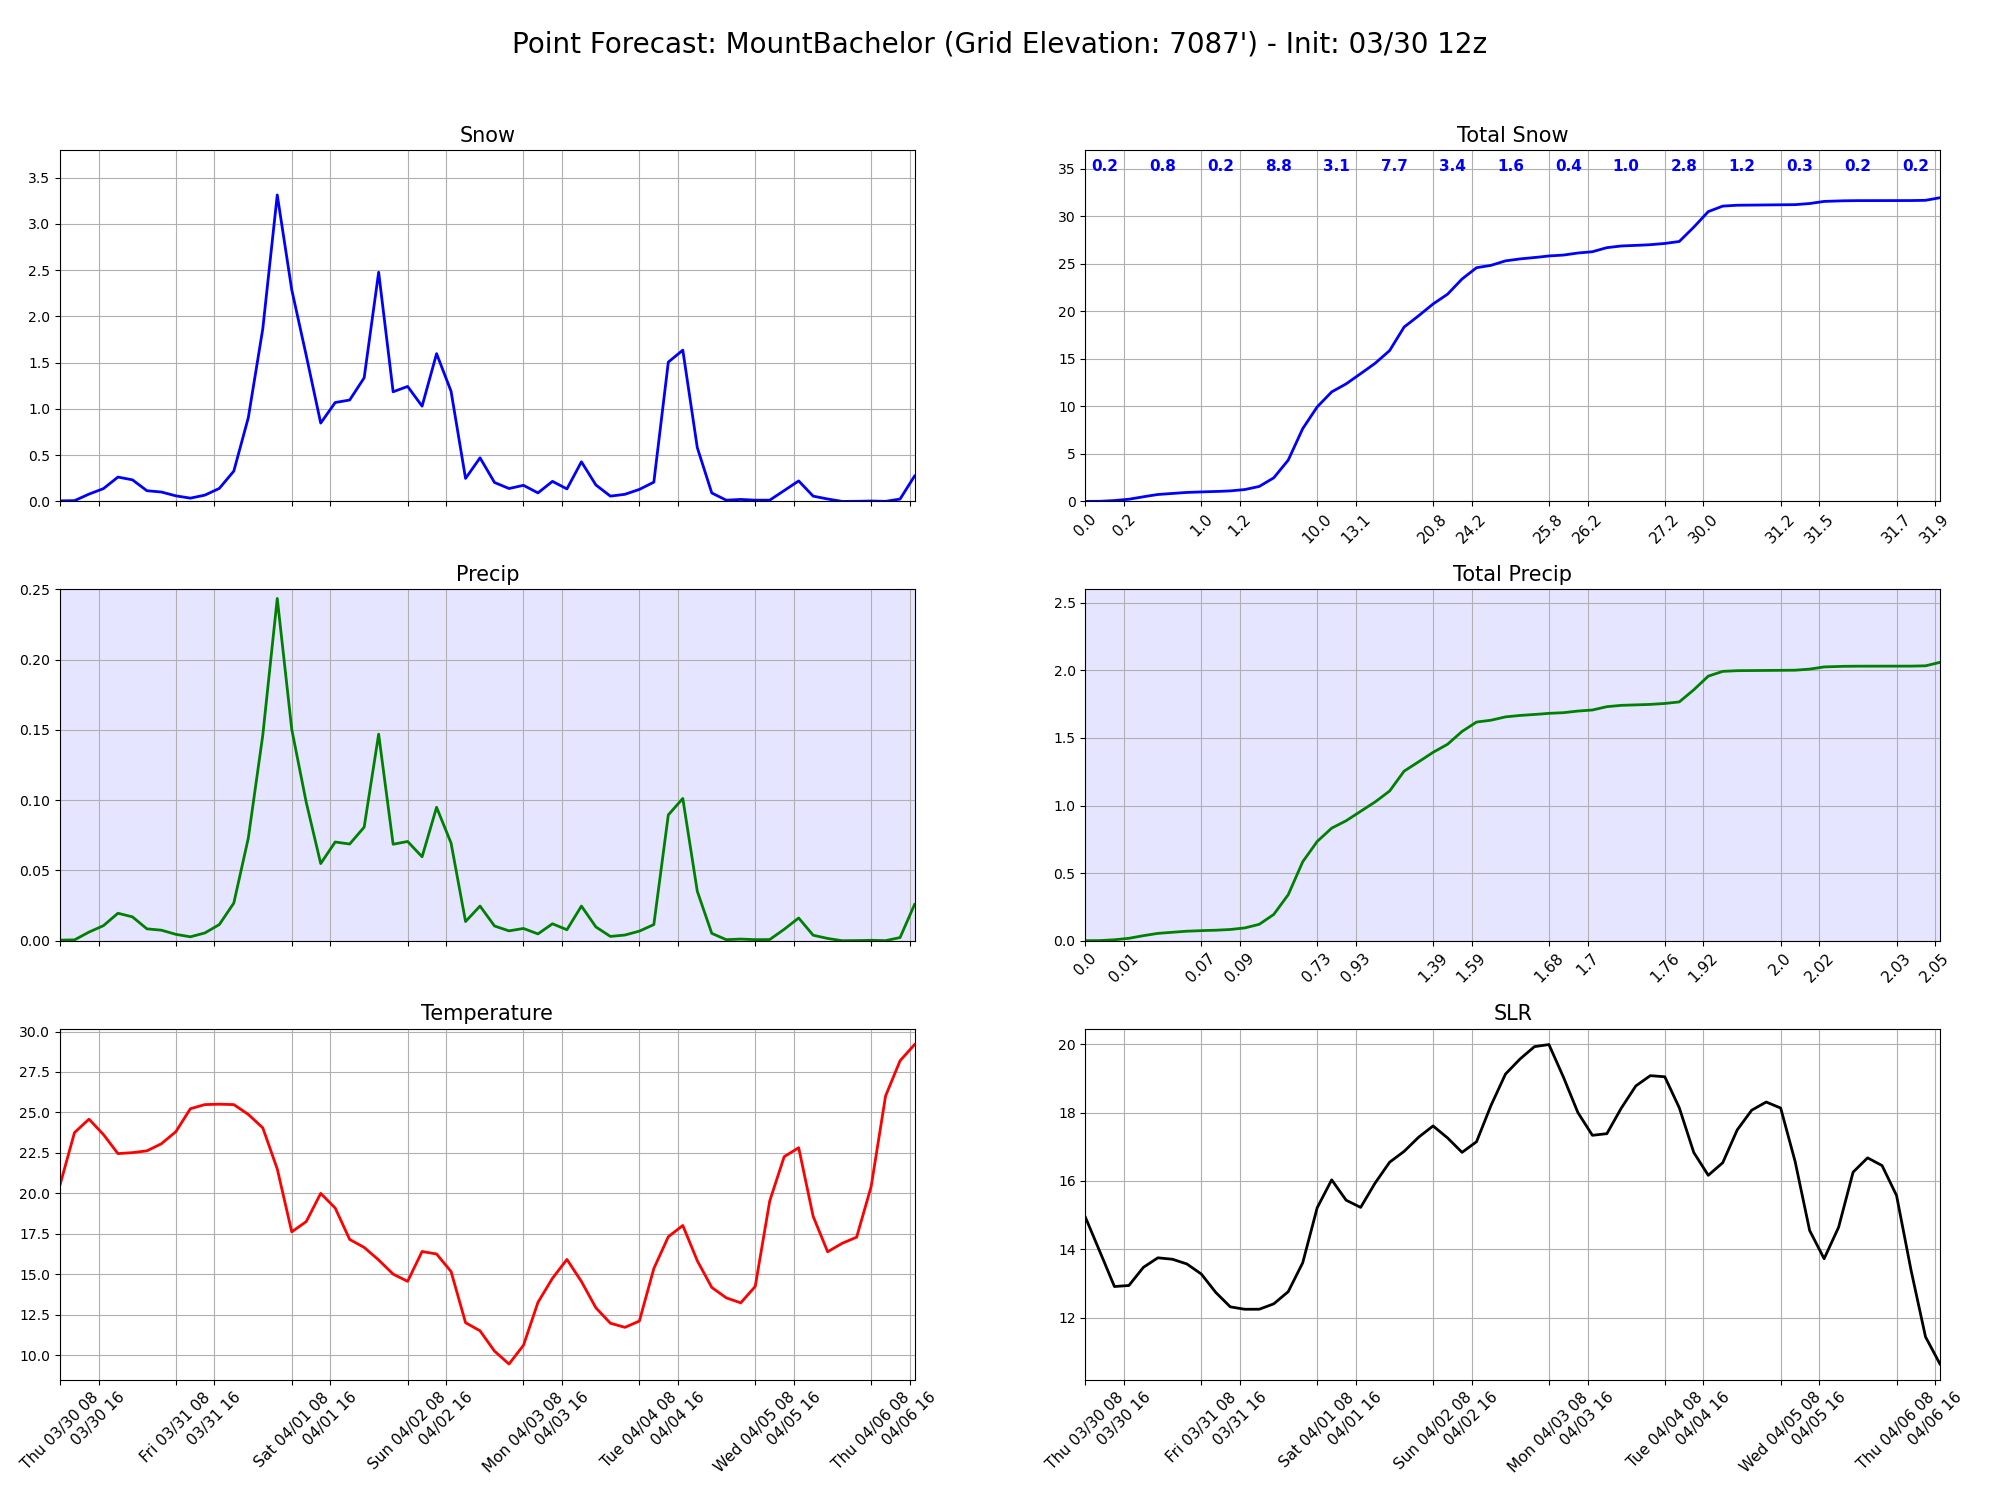 Point Forecast: MountBachelor (Grid Elevation: 7087') - Init: 03/30 12z
Snow
3.5
3.0
2.5
2.0
1.5
1.0
0.5
0.0
Total Snow
0.2 0.8 0.2 8.8 3.1 7.7 3.4 1.6 0.4 1.0 2.8 1.2 0.3 0.2 0.2
35
30
25
20
15
10
5
0
0.0 0.2 1.0 1.2 10.0 13.1 20.8 24.2 25.8 26.2 27.2 30.0 31.2 31.5 31.7 31.9
Precip
0.25
0.20
0.15
0.10
0.05
0.00
Total Precip
2.5
2.0
1.5
1.0
0.5
0.0
0.0 0.01 0.07 0.09 0.73 0.93 1.39 1.59 1.68 1.7 1.76 1.92 2.0 2.02 2.03 2.05
Temperature
30.0
27.5
25.0
22.5
20.0
17.5
15.0
12.5
10.0
Thu 03/30 08
03/30 16
Fri 03/31 08
03/31 16
Sat 04/01 08
04/01 16
Sun 04/02 08
04/02 16
Mon 04/03 08
04/03 16
Tue 04/04 08
04/04 16
Wed 04/05 08
04/05 16
Thu 04/06 08
04/06 16
SLR
20
18
16
14
12
Thu 03/30 08
03/30 16
Fri 03/31 08
03/31 16
Sat 04/01 08
04/01 16
Sun 04/02 08
04/02 16
Mon 04/03 08
04/03 16
Tue 04/04 08
04/04 16
Wed 04/05 08
04/05 16
Thu 04/06 08
04/06 16